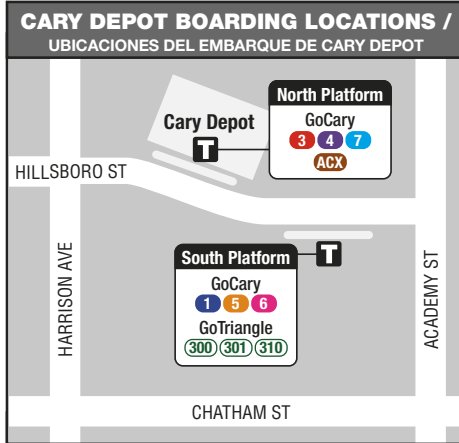 CARY DEPOT BOARDING LOCATIONS /
UBICACIONES DEL EMBARQUE DE CARY DEPOT
North Platform
GoCary
3 4 7
ACX
Cary Depot
T
HILLSBORO ST
T
South Platform
GoCary
1 5 6
GoTriangle
300 301 310
HARRISON AVE
ACADEMY ST
CHATHAM ST